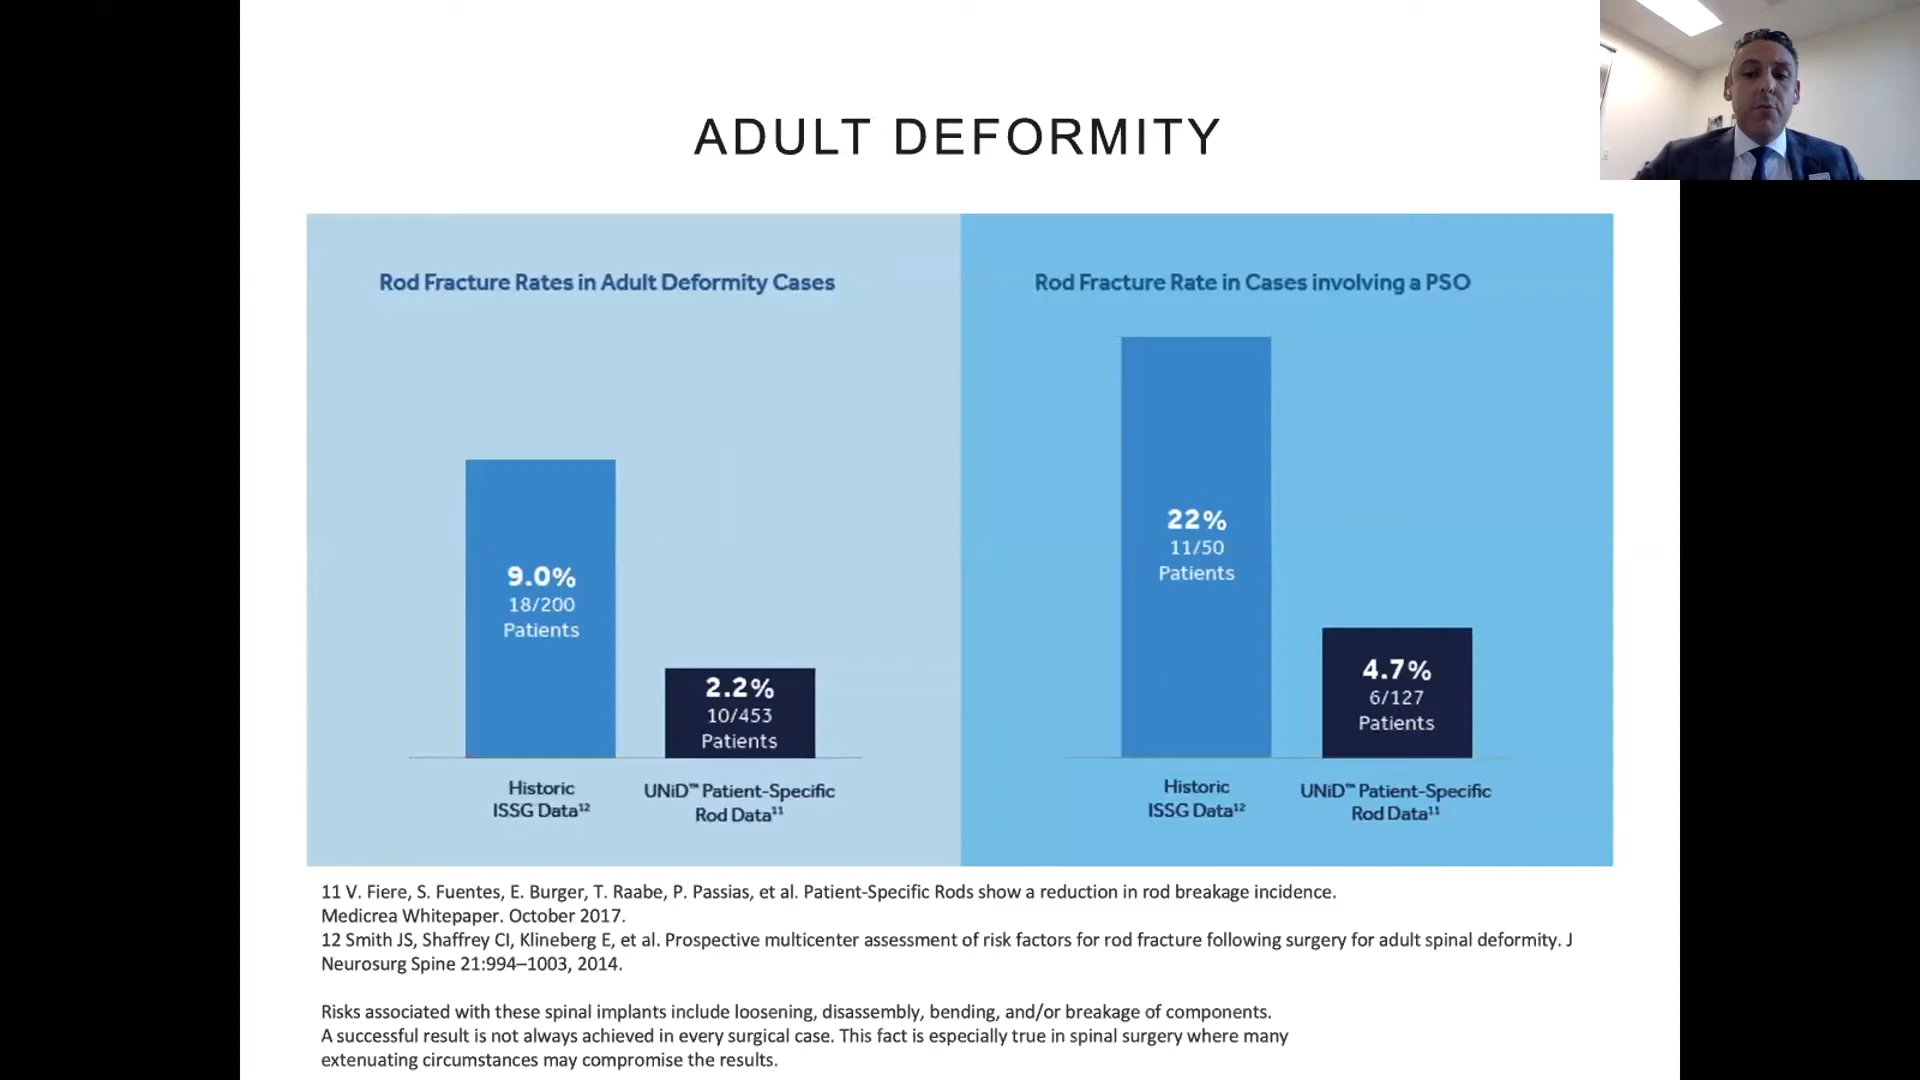 ADULT DEFORMITY
Rod Fracture Rates in Adult Deformity Cases
9.0%
18/200
Patients
2.2%
10/453
Patients
Historic
ISSG Data¹²
UNiD™ Patient-Specific
Rod Data¹¹
Rod Fracture Rate in Cases involving a PSO
22%
11/50
Patients
4.7%
6/127
Patients
Historic
ISSG Data¹²
UNiD™ Patient-Specific
Rod Data¹¹
11 V. Fiere, S. Fuentes, E. Burger, T. Raabe, P. Passias, et al. Patient-Specific Rods show a reduction in rod breakage incidence.
Medicrea Whitepaper. October 2017.
12 Smith JS, Shaffrey CI, Klineberg E, et al. Prospective multicenter assessment of risk factors for rod fracture following surgery for adult spinal deformity. J
Neurosurg Spine 21:994–1003, 2014.
Risks associated with these spinal implants include loosening, disassembly, bending, and/or breakage of components.
A successful result is not always achieved in every surgical case. This fact is especially true in spinal surgery where many
extenuating circumstances may compromise the results.